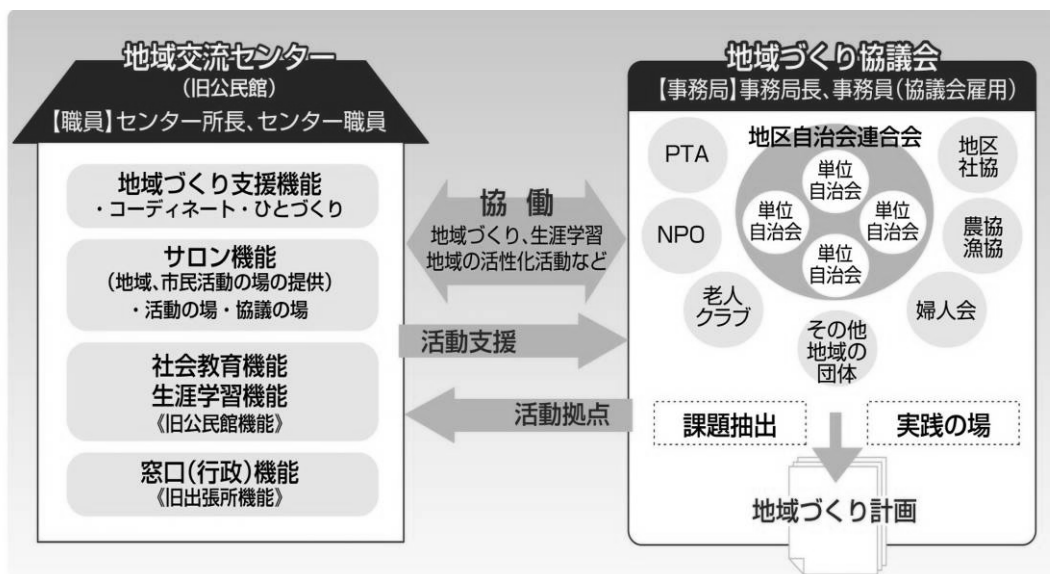 地域交流センター
(旧公民館)
【職員】センター所長、センター職員
地域づくり支援機能
・コーディネート・ひとづくり
サロン機能
(地域、市民活動の場の提供)
・活動の場・協議の場
社会教育機能
生涯学習機能
《旧公民館機能》
窓口(行政)機能
《旧出張所機能》
協働
地域づくり、生涯学習
地域の活性化活動など
活動支援
活動拠点
地域づくり協議会
【事務局】事務局長、事務員(協議会雇用)
地区自治会連合会
単位
自治会
単位
自治会
単位
自治会
単位
自治会
PTA
NPO
老人
クラブ
その他
地域の
団体
婦人会
農協
漁協
地区
社協
課題抽出
実践の場
地域づくり計画